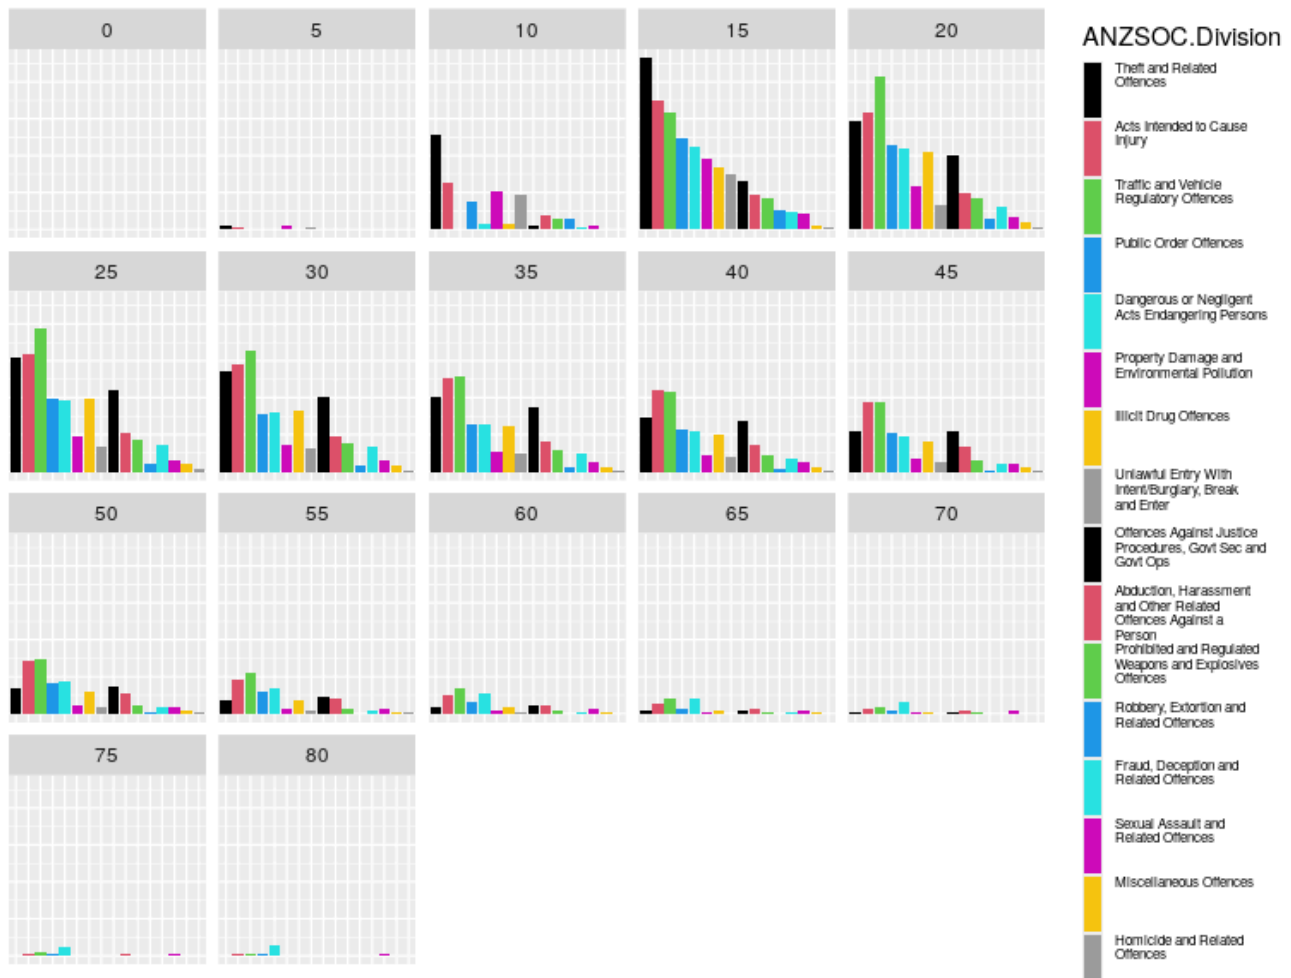 0
5
10
15
20
25
30
35
40
45
50
55
60
65
70
75
80
ANZSOC.Division
Theft and Related
Offences
Acts Intended to Cause
Injury
Traffic and Vehicle
Regulatory Offences
Public Order Offences
Dangerous or Negligent
Acts Endangering Persons
Property Damage and
Environmental Pollution
Illicit Drug Offences
Unlawful Entry With
Intent/Burglary, Break
and Enter
Offences Against Justice
Procedures, Govt Sec and
Govt Ops
Abduction, Harassment
and Other Related
Offences Against a
Person
Prohibited and Regulated
Weapons and Explosives
Offences
Robbery, Extortion and
Related Offences
Fraud, Deception and
Related Offences
Sexual Assault and
Related Offences
Miscellaneous Offences
Homicide and Related
Offences